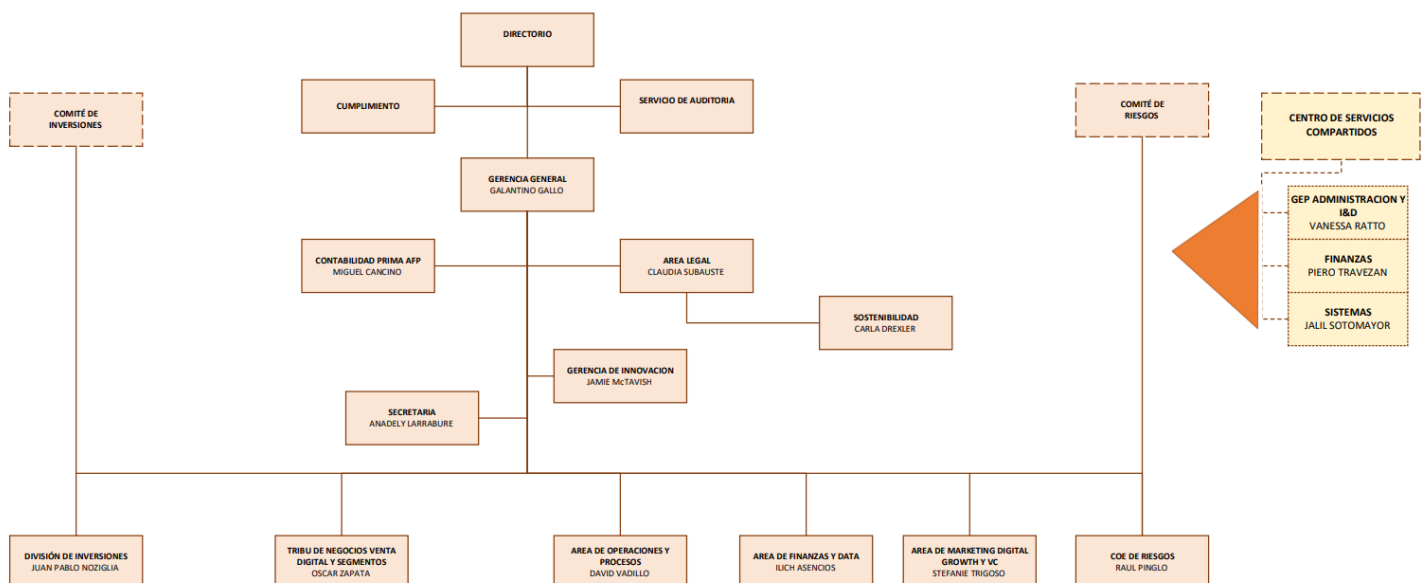 DIRECTORIO
CUMPLIMIENTO
SERVICIO DE AUDITORIA
COMITÉ DE
INVERSIONES
COMITÉ DE
RIESGOS
CENTRO DE SERVICIOS
COMPARTIDOS
GERENCIA GENERAL
GALANTINO GALLO
GEP ADMINISTRACION Y
I&D
VANESSA RATTO
CONTABILIDAD PRIMA AFP
MIGUEL CANCINO
AREA LEGAL
CLAUDIA SUBAUSTE
FINANZAS
PIERO TRAVEZAN
SOSTENIBILIDAD
CARLA DREXLER
SISTEMAS
JALIL SOTOMAYOR
GERENCIA DE INNOVACION
JAMIE McTAVISH
SECRETARIA
ANADELY LARRABURE
DIVISIÓN DE INVERSIONES
JUAN PABLO NOZIGLIA
TRIBU DE NEGOCIOS VENTA
DIGITAL Y SEGMENTOS
OSCAR ZAPATA
AREA DE OPERACIONES Y
PROCESOS
DAVID VADILLO
AREA DE FINANZAS Y DATA
ILICH ASENCIOS
AREA DE MARKETING DIGITAL
GROWTH Y VC
STEFANIE TRIGOSO
COE DE RIESGOS
RAUL PINGLO